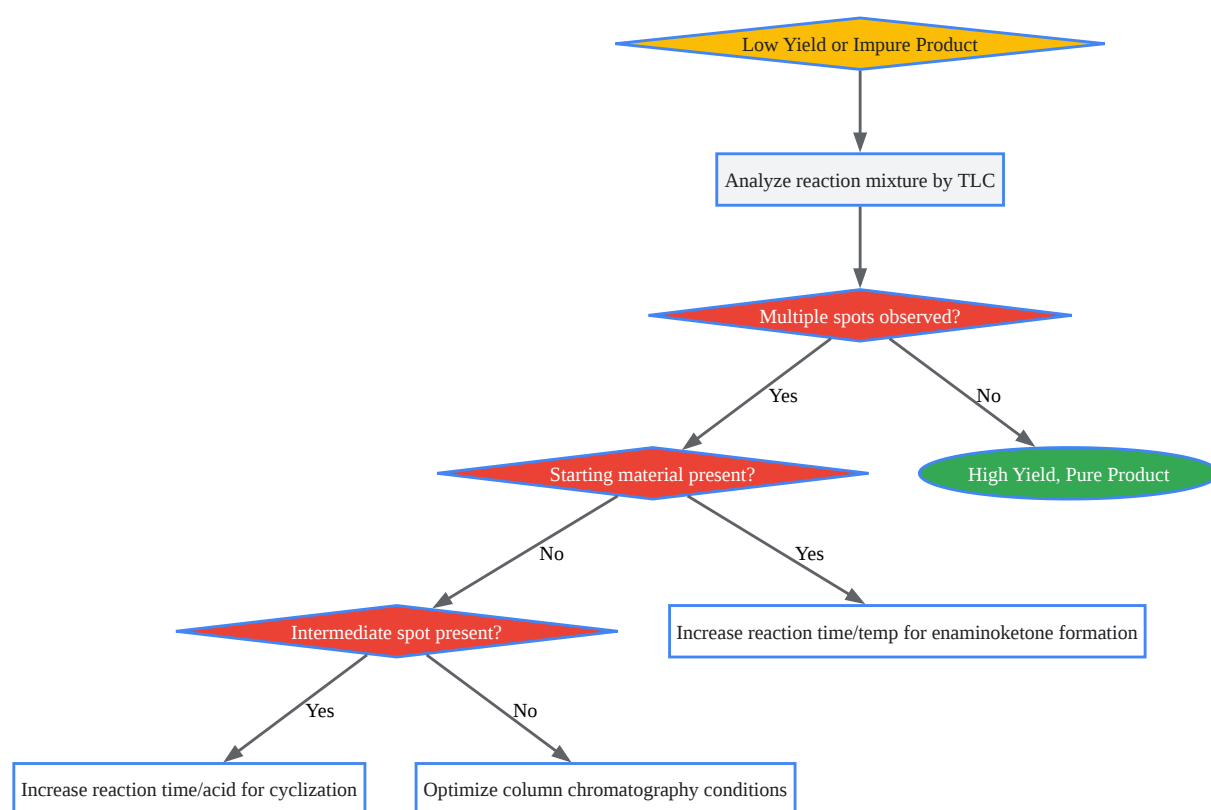 Low Yield or Impure Product
Analyze reaction mixture by TLC
Multiple spots observed?
Yes
No
Starting material present?
High Yield, Pure Product
No
Yes
Intermediate spot present?
Increase reaction time/temp for enaminoketone formation
Yes
No
Increase reaction time/acid for cyclization
Optimize column chromatography conditions